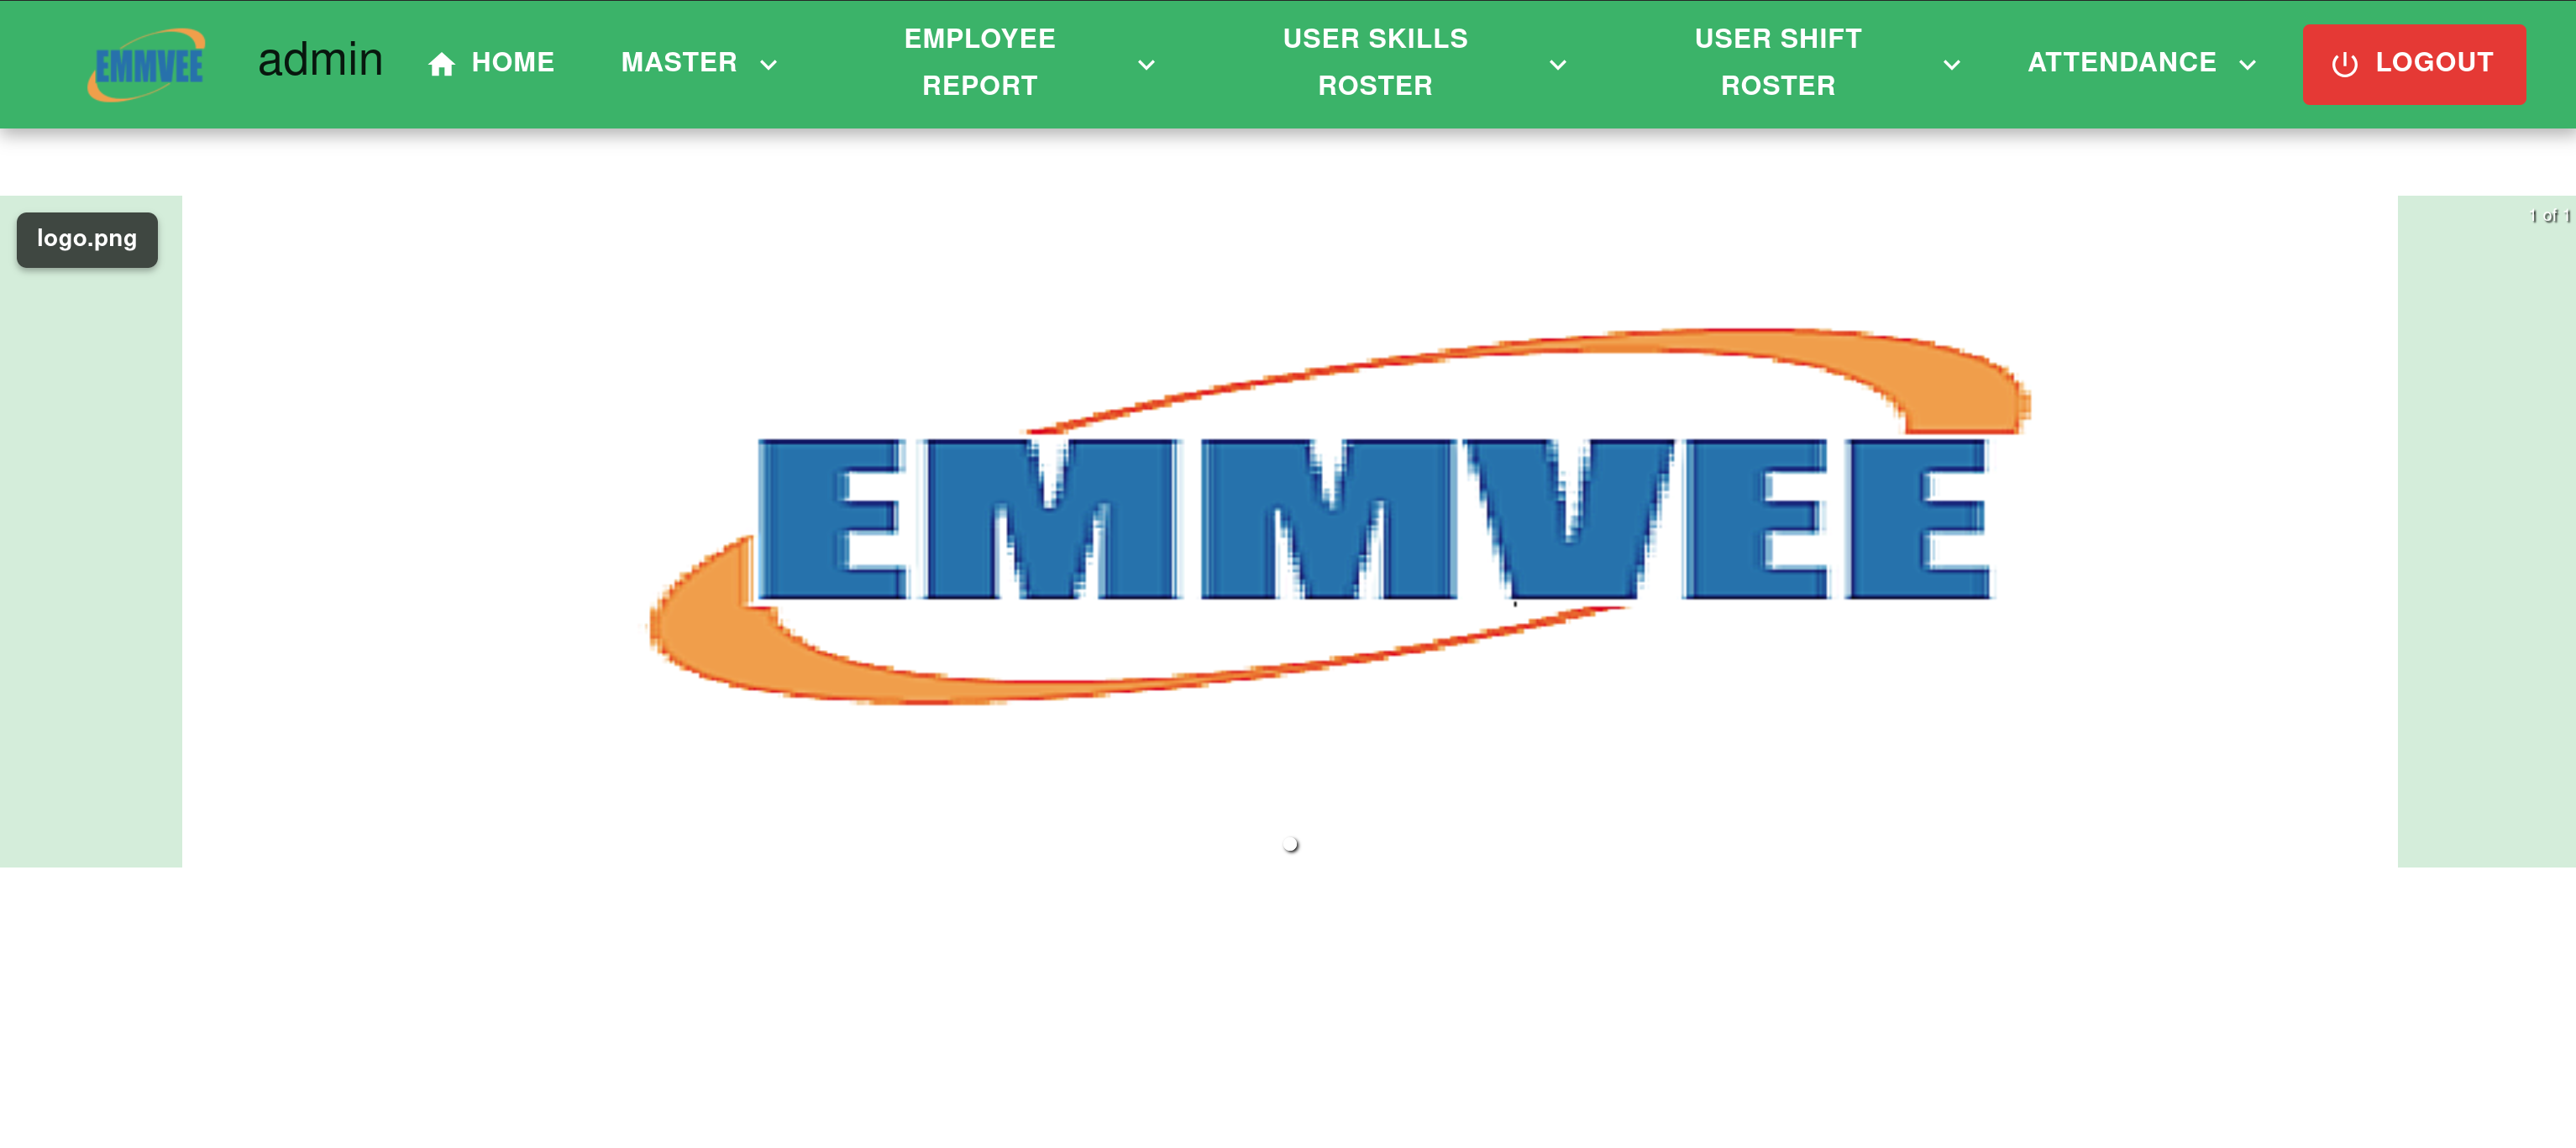 EMMVEE
admin
HOME
MASTER
EMPLOYEE
REPORT
USER SKILLS
ROSTER
USER SHIFT
ROSTER
ATTENDANCE
LOGOUT
logo.png
1 of 1
EMMVEE